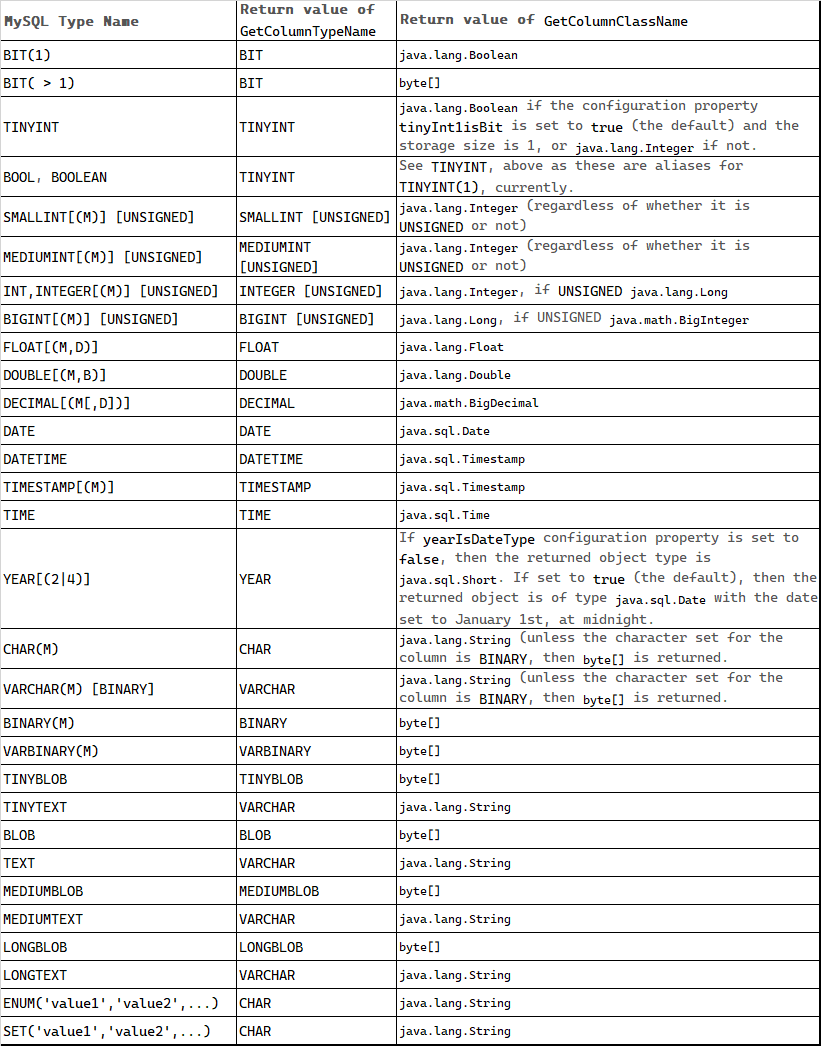 MySQL Type Name
Return value of
GetColumnTypeName
Return value of GetColumnClassName
BIT(1)
BIT
java.lang.Boolean
BIT( > 1)
BIT
byte[]
TINYINT
TINYINT
java.lang.Boolean if the configuration property
tinyInt1isBit is set to true (the default) and the
storage size is 1, or java.lang.Integer if not.
BOOL, BOOLEAN
TINYINT
See TINYINT, above as these are aliases for
TINYINT(1), currently.
SMALLINT[(M)] [UNSIGNED]
SMALLINT [UNSIGNED]
java.lang.Integer (regardless of whether it is
UNSIGNED or not)
MEDIUMINT[(M)] [UNSIGNED]
MEDIUMINT
[UNSIGNED]
java.lang.Integer (regardless of whether it is
UNSIGNED or not)
INT,INTEGER[(M)] [UNSIGNED]
INTEGER [UNSIGNED]
java.lang.Integer, if UNSIGNED java.lang.Long
BIGINT[(M)] [UNSIGNED]
BIGINT [UNSIGNED]
java.lang.Long, if UNSIGNED java.math.BigInteger
FLOAT[(M,D)]
FLOAT
java.lang.Float
DOUBLE[(M,B)]
DOUBLE
java.lang.Double
DECIMAL[(M[,D])]
DECIMAL
java.math.BigDecimal
DATE
DATE
java.sql.Date
DATETIME
DATETIME
java.sql.Timestamp
TIMESTAMP[(M)]
TIMESTAMP
java.sql.Timestamp
TIME
TIME
java.sql.Time
YEAR[(2|4)]
YEAR
If yearIsDateType configuration property is set to
false, then the returned object type is
java.sql.Short. If set to true (the default), then the
returned object is of type java.sql.Date with the date
set to January 1st, at midnight.
CHAR(M)
CHAR
java.lang.String (unless the character set for the
column is BINARY, then byte[] is returned.
VARCHAR(M) [BINARY]
VARCHAR
java.lang.String (unless the character set for the
column is BINARY, then byte[] is returned.
BINARY(M)
BINARY
byte[]
VARBINARY(M)
VARBINARY
byte[]
TINYBLOB
TINYBLOB
byte[]
TINYTEXT
VARCHAR
java.lang.String
BLOB
BLOB
byte[]
TEXT
VARCHAR
java.lang.String
MEDIUMBLOB
MEDIUMBLOB
byte[]
MEDIUMTEXT
VARCHAR
java.lang.String
LONGBLOB
LONGBLOB
byte[]
LONGTEXT
VARCHAR
java.lang.String
ENUM('value1','value2',...)
CHAR
java.lang.String
SET('value1','value2',...)
CHAR
java.lang.String